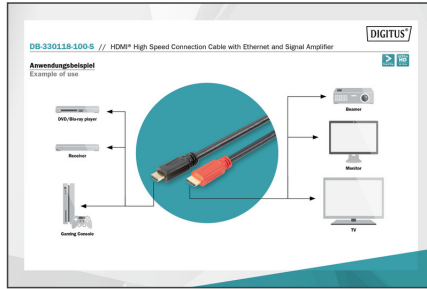 DIGITUS®
DB-330118-100-S // HDMI® High Speed Connection Cable with Ethernet and Signal Amplifier
Anwendungsbeispiel
Example of use
HD
DVD/Blu-ray player
Receiver
Gaming Console
Beamer
Monitor
TV